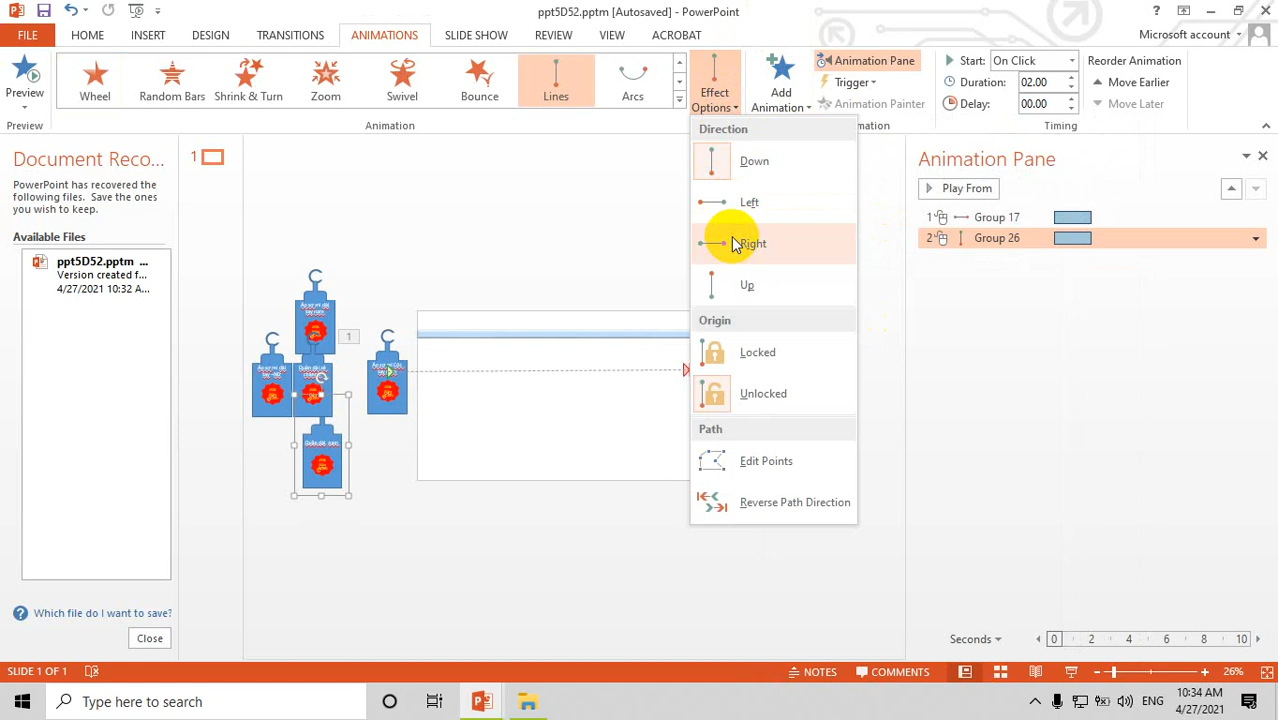 ppt5D52.pptm [Autosaved] - PowerPoint
FILE HOME INSERT DESIGN TRANSITIONS ANIMATIONS SLIDE SHOW REVIEW VIEW ACROBAT Microsoft account
Preview
Wheel Random Bars Shrink & Turn Zoom Swivel Bounce Lines Arcs
Effect Options
Add Animation
Animation Pane
Trigger
Animation Painter
Start: On Click
Duration: 02.00
Delay: 00.00
Reorder Animation
Move Earlier
Move Later
Preview Animation mation Timing
Document Reco...
PowerPoint has recovered the
following files. Save the ones
you wish to keep.
Available Files
ppt5D52.pptm ...
Version created f...
4/27/2021 10:32 A...
Which file do I want to save?
Close
1
1
Direction
Down
Left
Right
Up
Origin
Locked
Unlocked
Path
Edit Points
Reverse Path Direction
Animation Pane
Play From
1 Group 17
2 Group 26
Seconds 0 2 4 6 8 10
SLIDE 1 OF 1 NOTES COMMENTS 26%
Type here to search
ENG
10:34 AM
4/27/2021